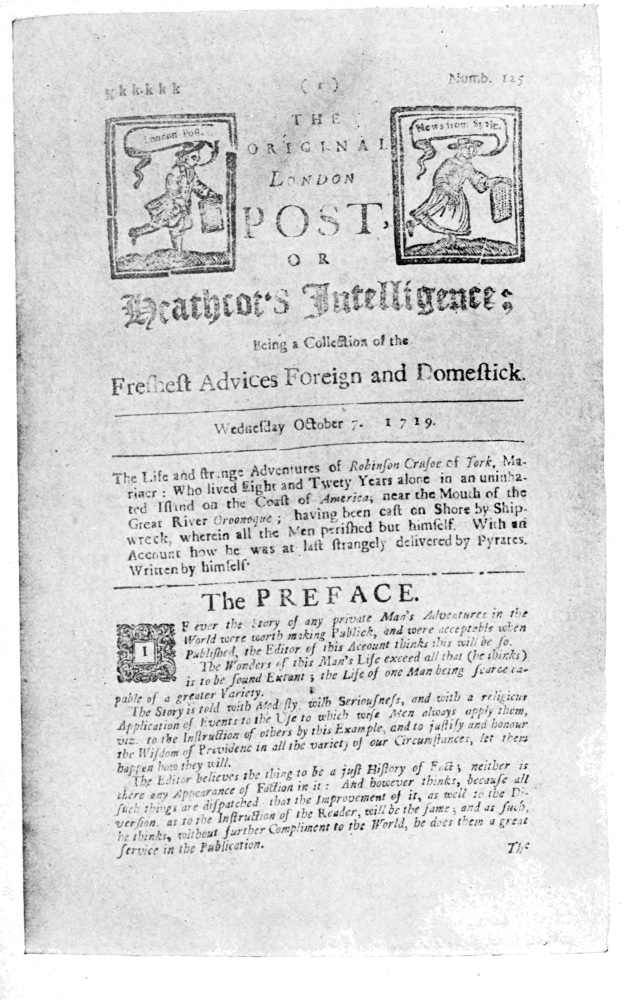 k k k k k
( 1 )
Numb. 125
London Post.
News from Spale.
THE
ORIGINAL
LONDON
POST,
OR
Heathcot's Intelligence;
Being a Collection of the
Freſheſt Advices Foreign and Domeſtick.
Wedneſday October 7. 1719.
The Life and ſtrange Adventures of Robinſon Cruſoe of York, Ma-
riner: Who lived Eight and Twety Years alone in an uninha-
ted Iſland on the Coaſt of America, near the Mouth of the
Great River Oroonoque; having been caſt on Shore by Ship-
wreck, wherein all the Men periſhed but himſelf. With an
Account how he was at laſt ſtrangely delivered by Pyrates.
Written by himſelf.
The PREFACE.
IF ever the Story of any private Man's Adventures in the
World were worth making Publick, and were acceptable when
Publiſhed, the Editor of this Account thinks this will be ſo.
The Wonders of this Man's Life exceed all that (he thinks)
is to be found Extant; the Life of one Man being ſcarce ca-
pable of a greater Variety.
The Story is told with Modeſty, with Seriouſneſs, and with a religious
Application of Events to the Uſe to which wiſe Men always apply them,
viz. to the Inſtruction of others by this Example, and to juſtify and honour
the Wiſdom of Providenc in all the variety of our Circumſtances, let them
happen how they will.
The Editor believes the thing to be a juſt Hiſtory of Fact; neither is
there any Appearance of Faction in it: And however thinks, becauſe all
ſuch things are diſpatched that the Improvement of it, as well to the Di-
verſion as to the Inſtruction of the Reader, will be the ſame; and as ſuch,
he thinks, without further Compliment to the World, he does them a great
ſervice in the Publication.
The